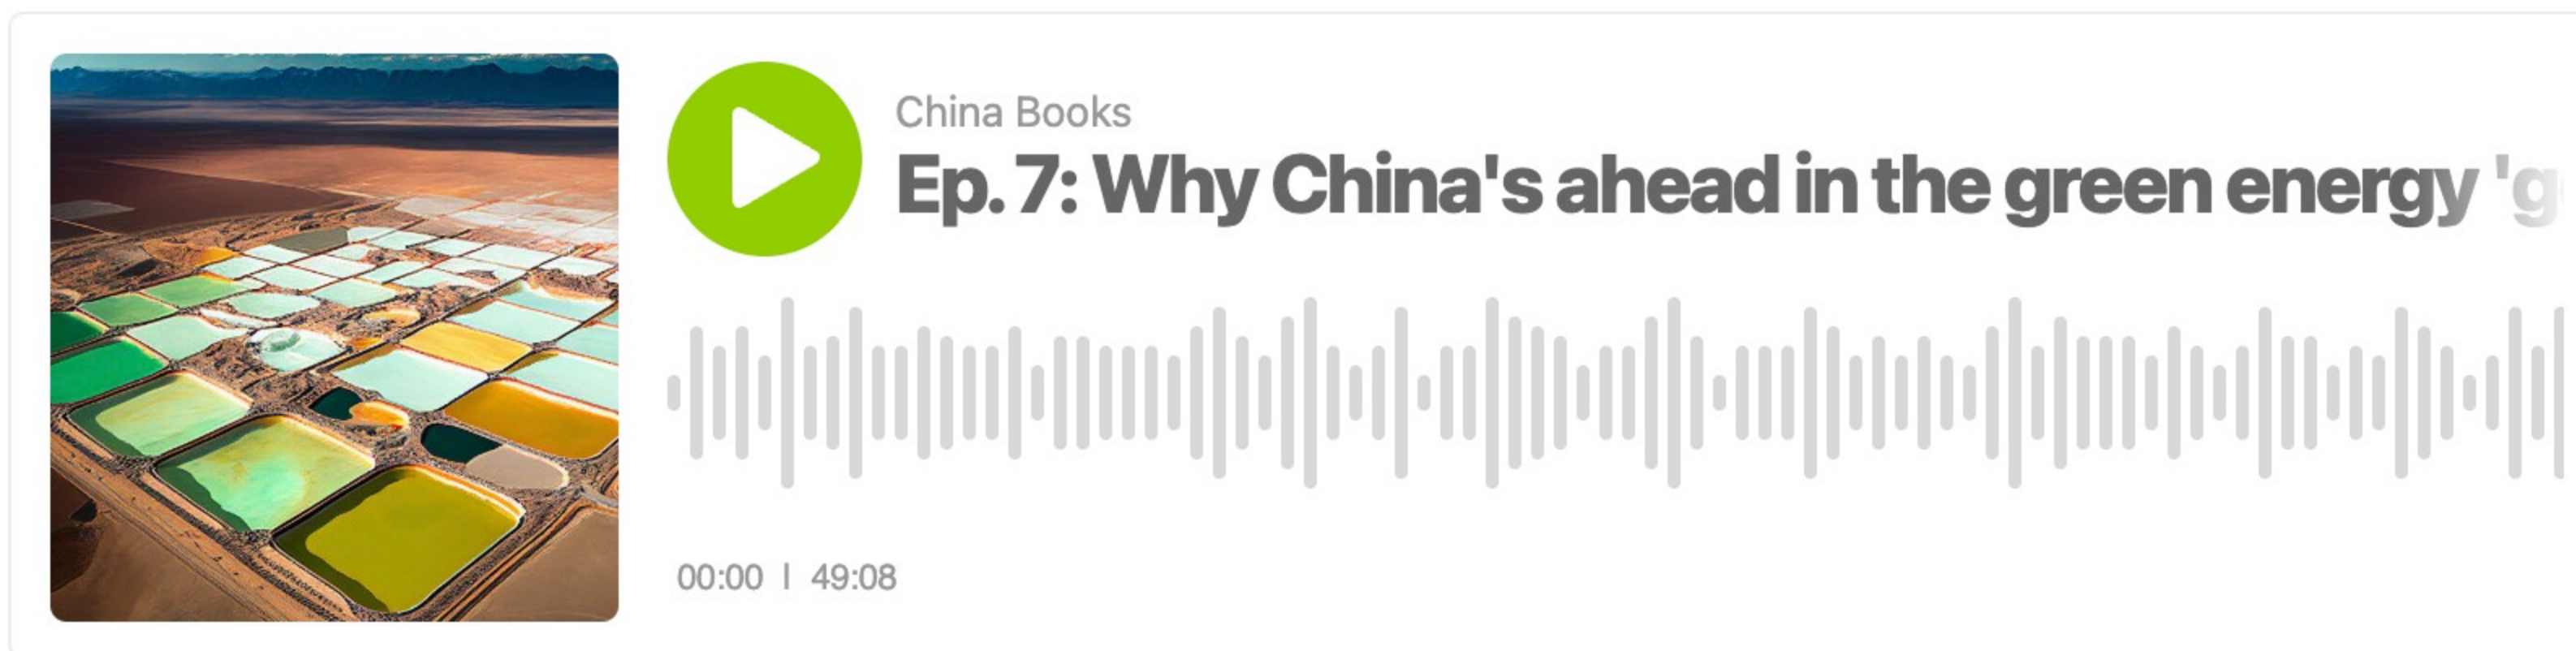 China Books
Ep. 7: Why China's ahead in the green energy 'g
00:00 | 49:08